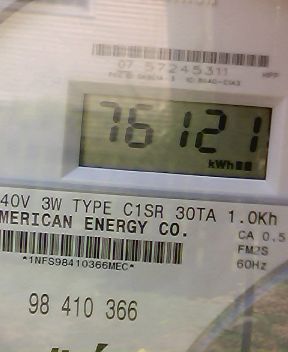 07 57245311
76121
kWh
40V 3W TYPE C1SR 30TA 1.0Kh
MERICAN ENERGY CO.
CA 0.5
FM2S
60Hz
*1NFS98410366MEC*
98 410 366